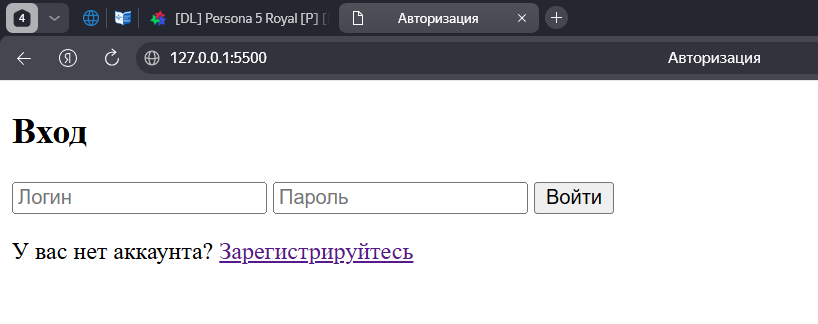 4
[DL] Persona 5 Royal [P] [
Авторизация
127.0.0.1:5500
Авторизация
Вход
Логин Пароль Войти
У вас нет аккаунта? Зарегистрируйтесь